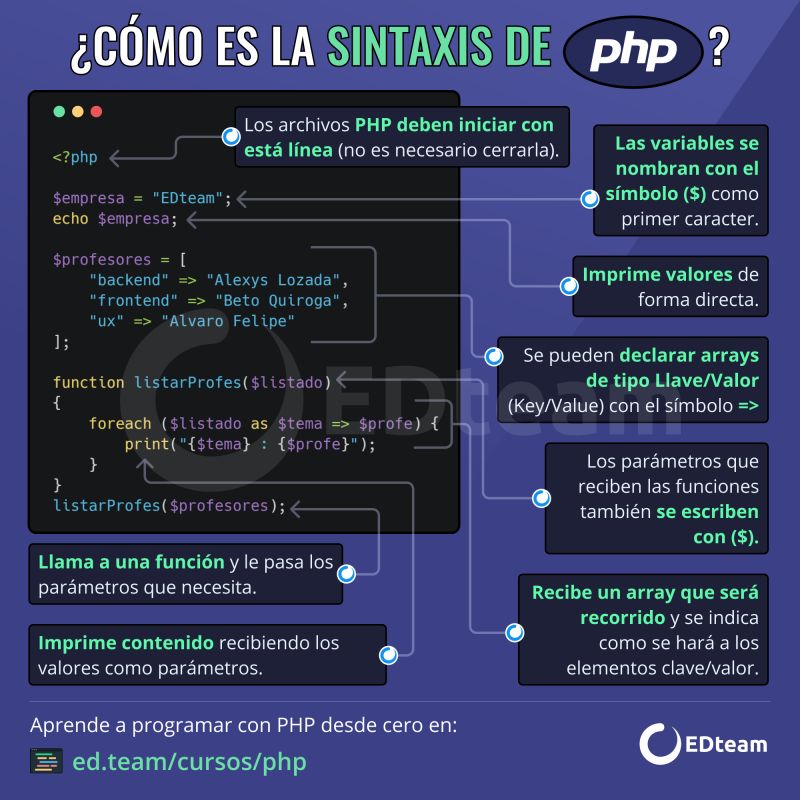 ¿CÓMO ES LA SINTAXIS DE php ?
Los archivos PHP deben iniciar con
está línea (no es necesario cerrarla).
<?php
$empresa = "EDteam";
echo $empresa;
$profesores = [
"backend" => "Alexys Lozada",
"frontend" => "Beto Quiroga",
"ux" => "Alvaro Felipe"
];
function listarProfes($listado)
{
foreach ($listado as $tema => $profe) {
print("{$tema} : {$profe}");
}
}
listarProfes($profesores);
Las variables se
nombran con el
símbolo ($) como
primer caracter.
Imprime valores de
forma directa.
Se pueden declarar arrays
de tipo Llave/Valor
(Key/Value) con el símbolo =>
Los parámetros que
reciben las funciones
también se escriben
con ($).
Recibe un array que será
recorrido y se indica
como se hará a los
elementos clave/valor.
Llama a una función y le pasa los
parámetros que necesita.
Imprime contenido recibiendo los
valores como parámetros.
EDteam
Aprende a programar con PHP desde cero en:
ed.team/cursos/php
EDteam